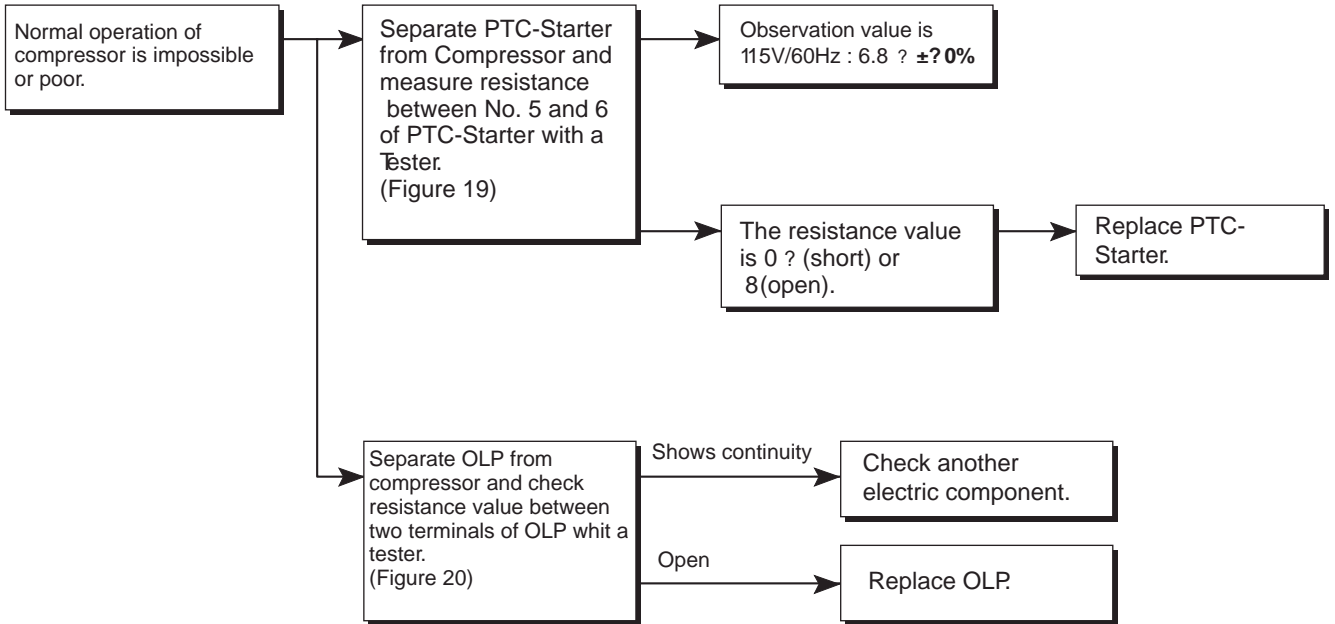 Normal operation of
compressor is impossible
or poor.
Separate PTC-Starter
from Compressor and
measure resistance
between No. 5 and 6
of PTC-Starter with a
Tester.
(Figure 19)
Observation value is
115V/60Hz : 6.8 ? ±?0%
The resistance value
is 0 ? (short) or
8(open).
Replace PTC-
Starter.
Separate OLP from
compressor and check
resistance value between
two terminals of OLP whit a
tester.
(Figure 20)
Shows continuity
Check another
electric component.
Open
Replace OLP.